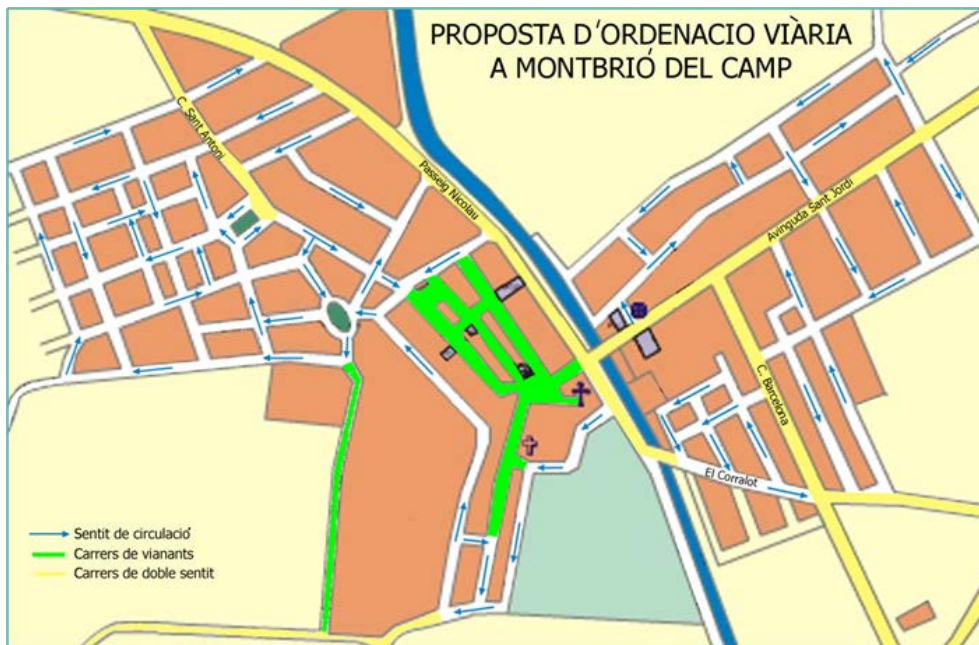 PROPOSTA D´ORDENACIO VIÀRIA
A MONTBRIÓ DEL CAMP
C. Sant Antoni
Passeig Nicolau
Avinguda Sant Jordi
C. Barcelona
El Corralot
Sentit de circulació
Carrers de vianants
Carrers de doble sentit